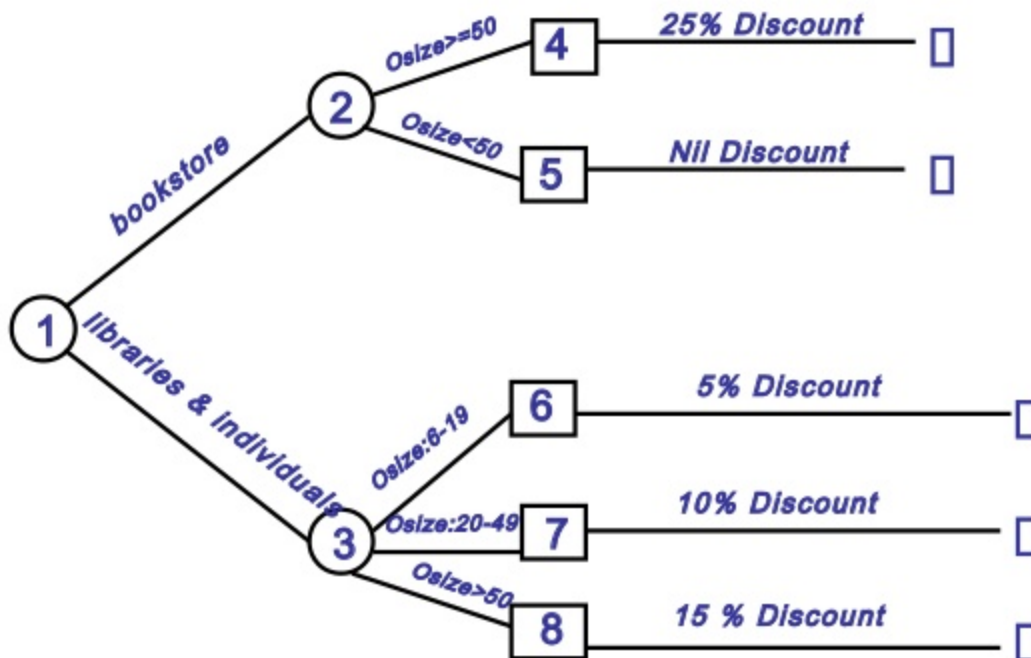 Osize>=50
4
25% Discount
2
Osize<50
5
Nil Discount
bookstore
1
libraries & individuals
Osize:6-19
6
5% Discount
3
Osize:20-49
7
10% Discount
Osize>50
8
15 % Discount